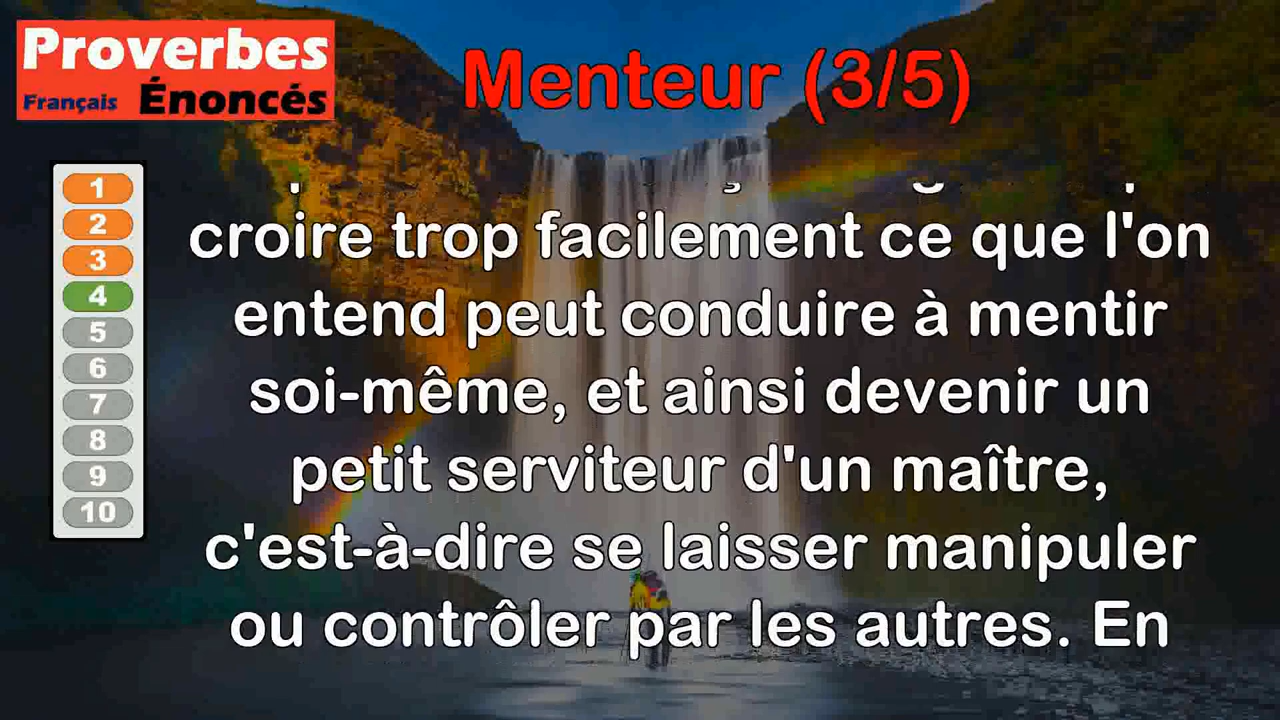 Proverbes
Français Énoncés
Menteur (3/5)
1
2
3
4
5
6
7
8
9
10
croire trop facilement ce que l'on
entend peut conduire à mentir
soi-même, et ainsi devenir un
petit serviteur d'un maître,
c'est-à-dire se laisser manipuler
ou contrôler par les autres. En